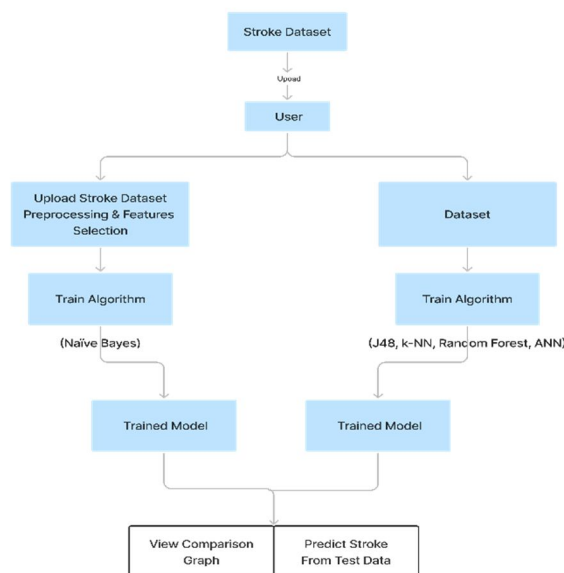 Stroke Dataset
Upoad
User
Upload Stroke Dataset
Preprocessing & Features
Selection
Dataset
Train Algorithm
Train Algorithm
(Naïve Bayes)
(J48, k-NN, Random Forest, ANN)
Trained Model
Trained Model
View Comparison
Graph
Predict Stroke
From Test Data